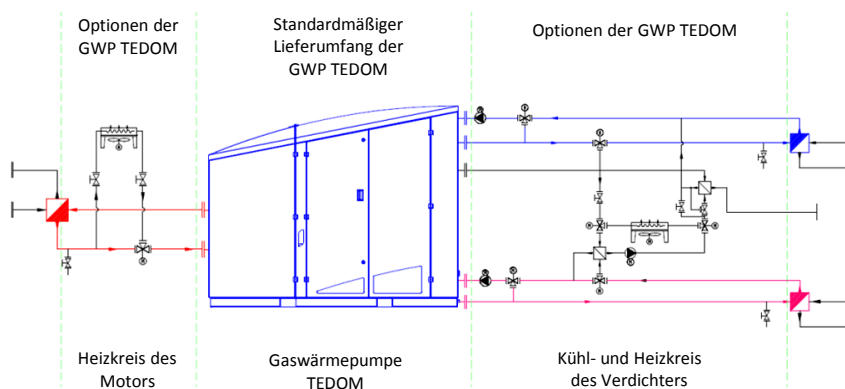 Optionen der
GWP TEDOM
Standardmäßiger
Lieferumfang der
GWP TEDOM
Optionen der GWP TEDOM
Heizkreis des
Motors
Gaswärmepumpe
TEDOM
Kühl- und Heizkreis
des Verdichters